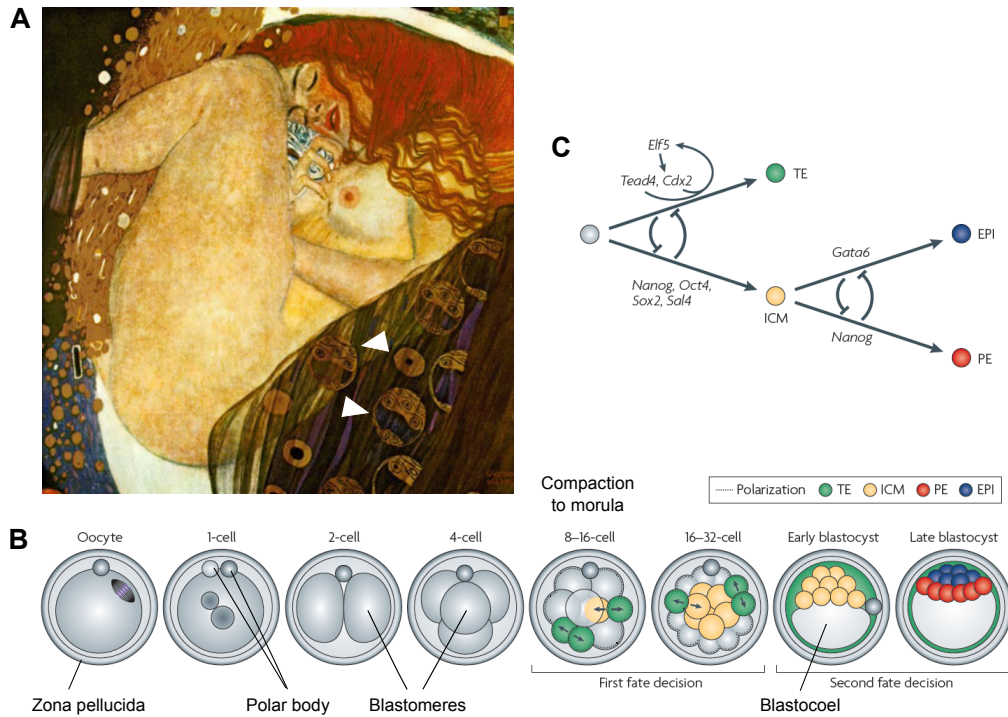 A
C
Elf5
Tead4, Cdx2
TE
EPI
Gata6
Nanog, Oct4,
Sox2, Sal4
ICM
Nanog
PE
Compaction
to morula
Polarization TE ICM PE EPI
B
Oocyte 1-cell 2-cell 4-cell 8–16-cell 16–32-cell Early blastocyst Late blastocyst
First fate decision Second fate decision
Zona pellucida Polar body Blastomeres Blastocoel